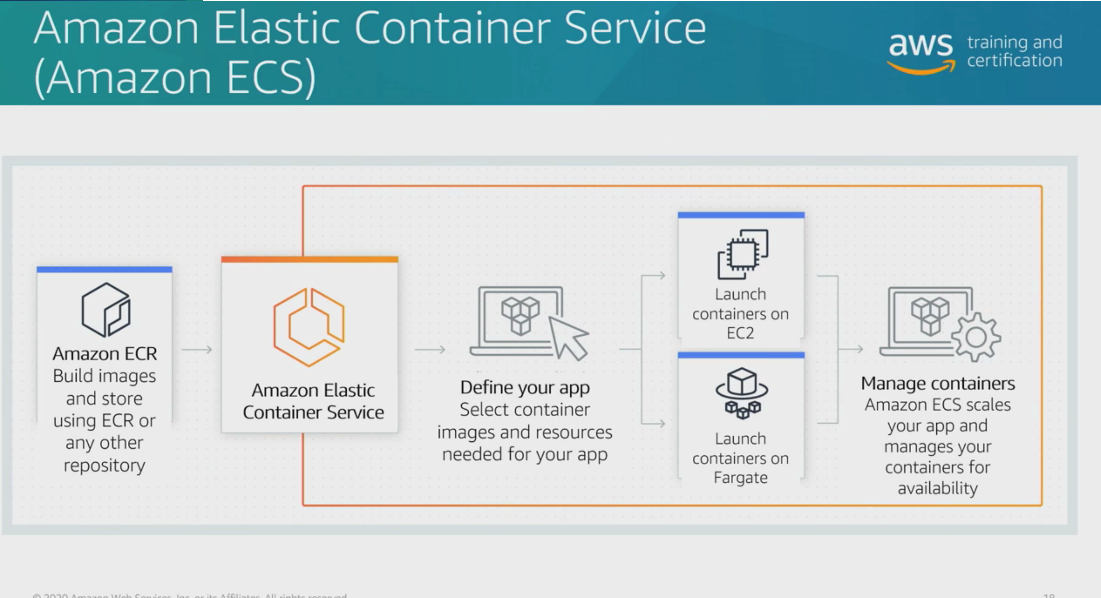 Amazon Elastic Container Service
(Amazon ECS)
aws
training and
certification
Amazon ECR
Build images
and store
using ECR or
any other
repository
Amazon Elastic
Container Service
Define your app
Select container
images and resources
needed for your app
Launch
containers on
EC2
Launch
containers on
Fargate
Manage containers
Amazon ECS scales
your app and
manages your
containers for
availability
© 2020 Amazon Web Services, Inc. or its Affiliates. All rights reserved.
18